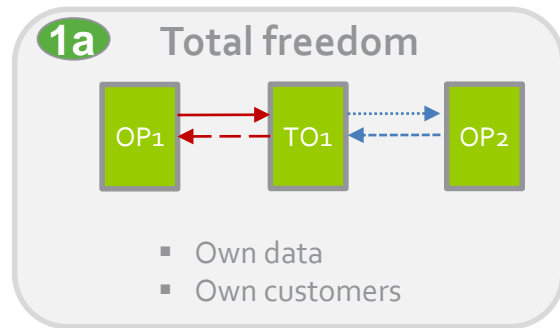 1a
Total freedom
OP1
TO1
OP2
▪ Own data
▪ Own customers